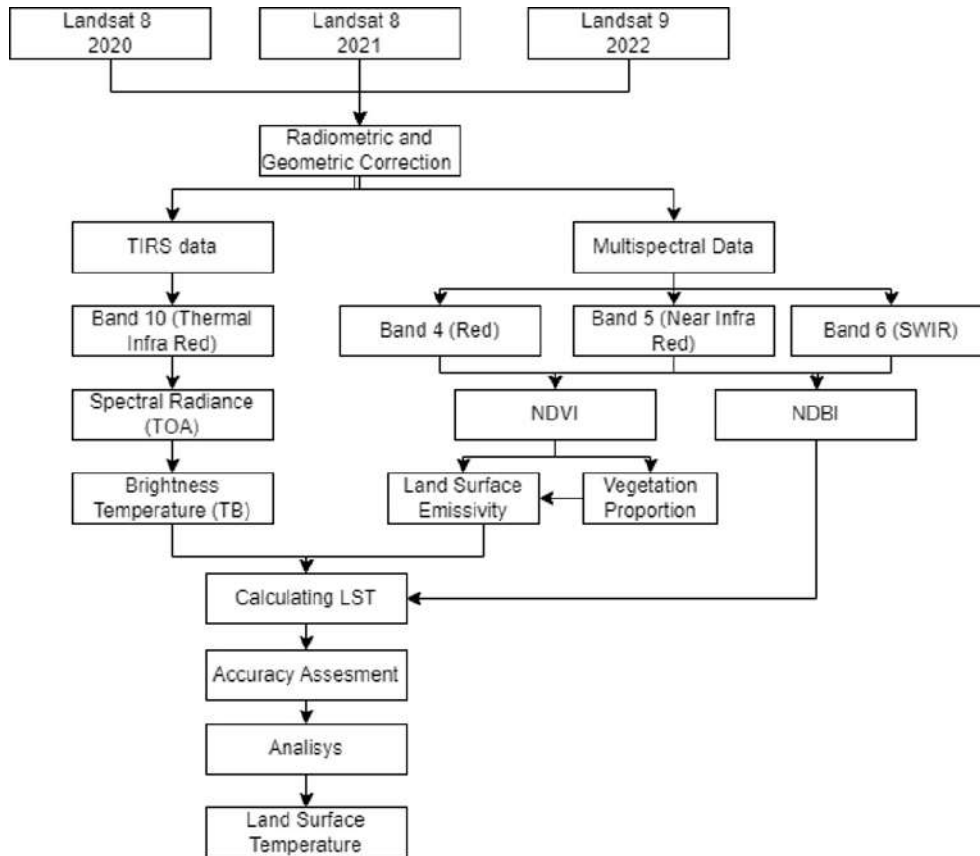 Landsat 8
2020
Landsat 8
2021
Landsat 9
2022
Radiometric and
Geometric Correction
TIRS data
Multispectral Data
Band 10 (Thermal
Infra Red)
Band 4 (Red)
Band 5 (Near Infra
Red)
Band 6 (SWIR)
Spectral Radiance
(TOA)
NDVI
NDBI
Brightness
Temperature (TB)
Land Surface
Emissivity
Vegetation
Proportion
Calculating LST
Accuracy Assesment
Analisys
Land Surface
Temperature